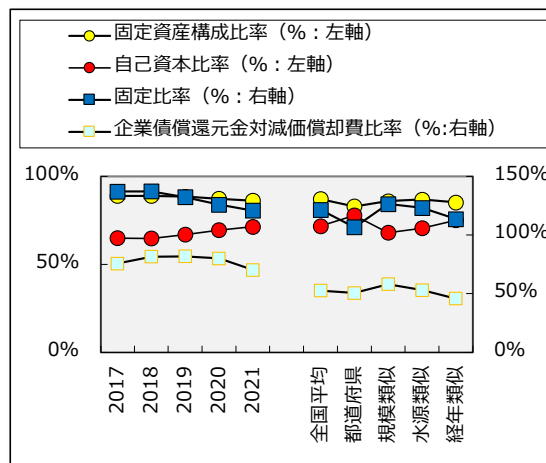 固定資産構成比率（%：左軸）
自己資本比率（%：左軸）
固定比率（%：右軸）
企業債償還元金対減価償却費比率（%:右軸）
100%
50%
0%
150%
100%
50%
0%
2017
2018
2019
2020
2021
全国平均
都道府県
規模類似
水源類似
経年類似